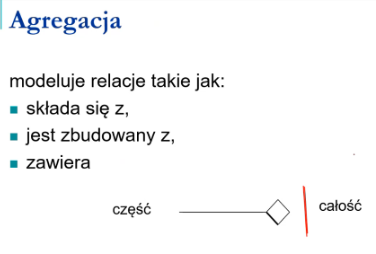 Agregacja
modeluje relacje takie jak:
składa się z,
jest zbudowany z,
zawiera
część całość